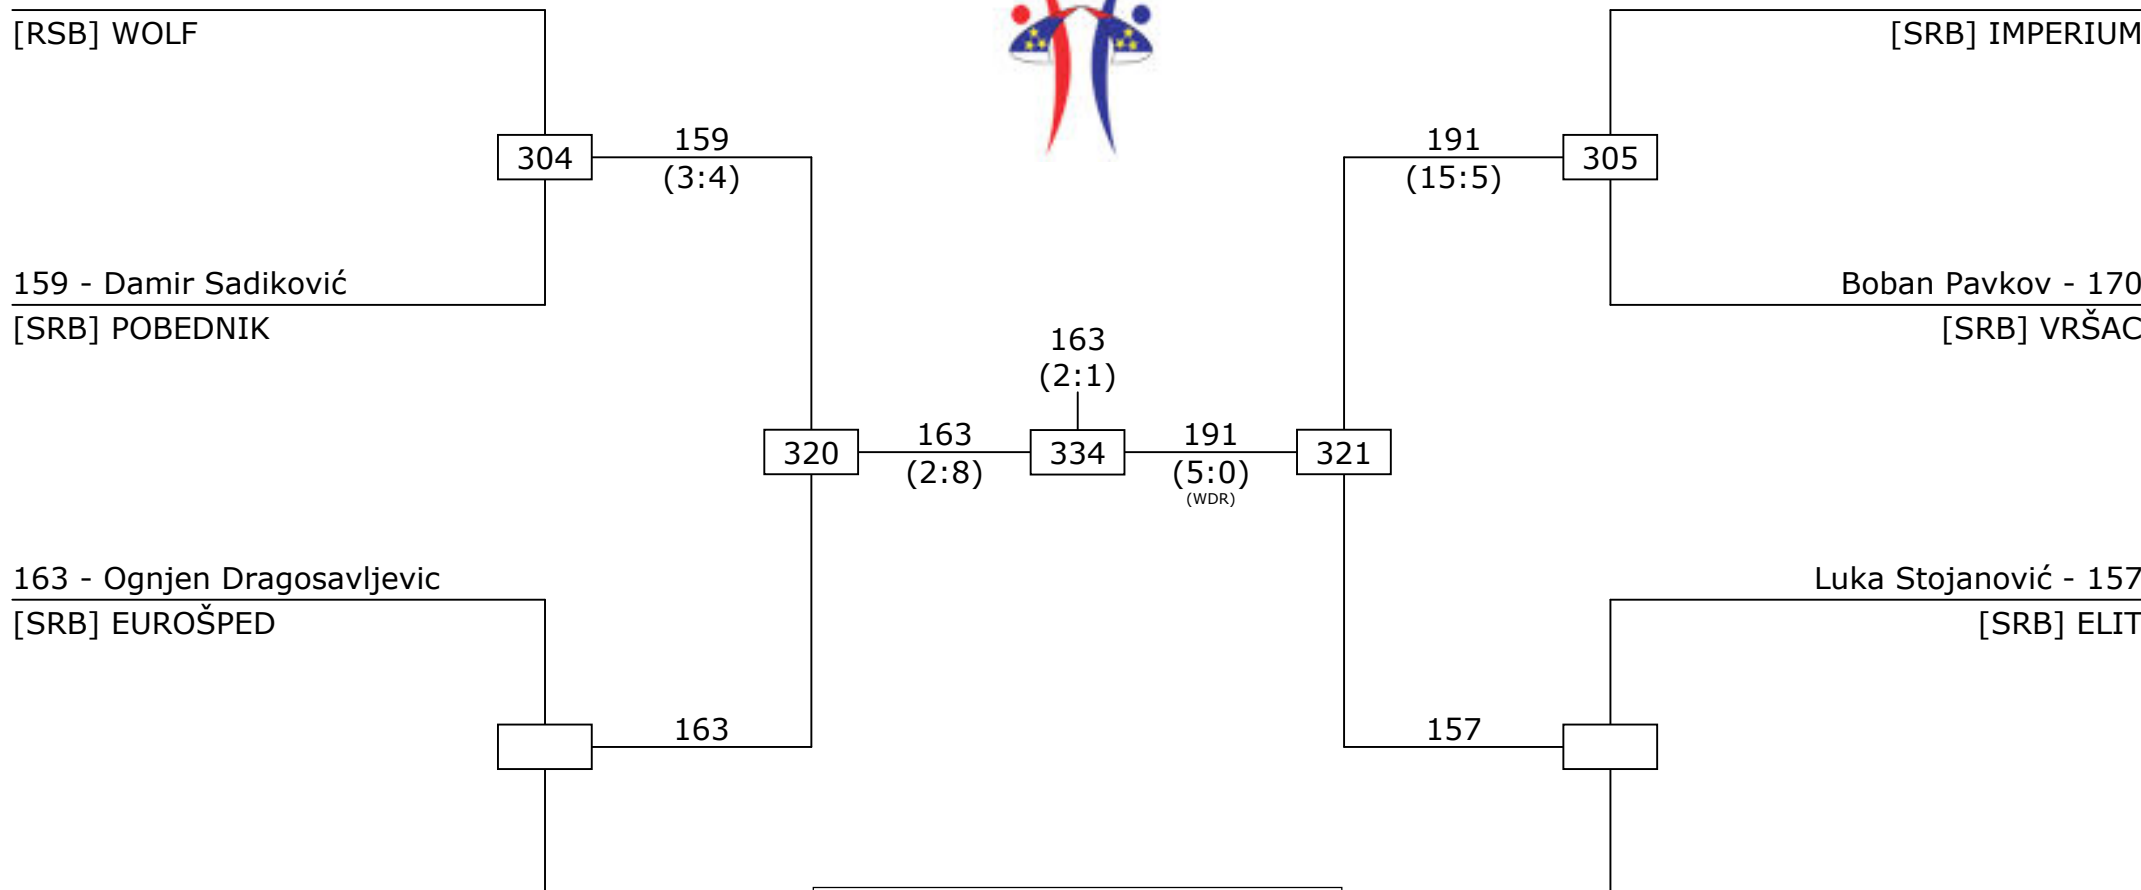 [RSB] WOLF
[SRB] IMPERIUM
304
159
(3:4)
191
(15:5)
305
159 - Damir Sadiković
[SRB] POBEDNIK
Boban Pavkov - 170
[SRB] VRŠAC
163
(2:1)
320
163
(2:8)
334
191
(5:0)
(WDR)
321
163 - Ognjen Dragosavljevic
[SRB] EUROŠPED
Luka Stojanović - 157
[SRB] ELIT
163
157